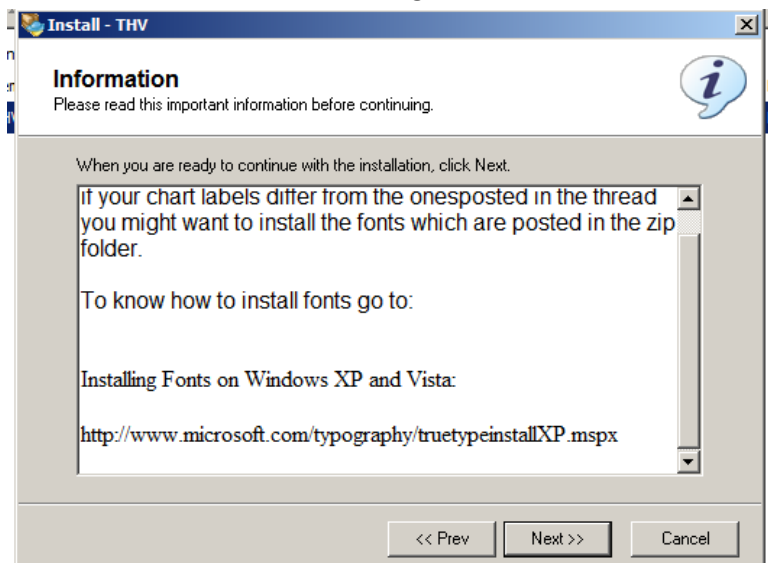 Install - THV
Information
Please read this important information before continuing.
When you are ready to continue with the installation, click Next.
if your chart labels differ from the onesposted in the thread
you might want to install the fonts which are posted in the zip
folder.
To know how to install fonts go to:
Installing Fonts on Windows XP and Vista:
http://www.microsoft.com/typography/truetypeinstallXP.mspx
<< Prev
Next >>
Cancel